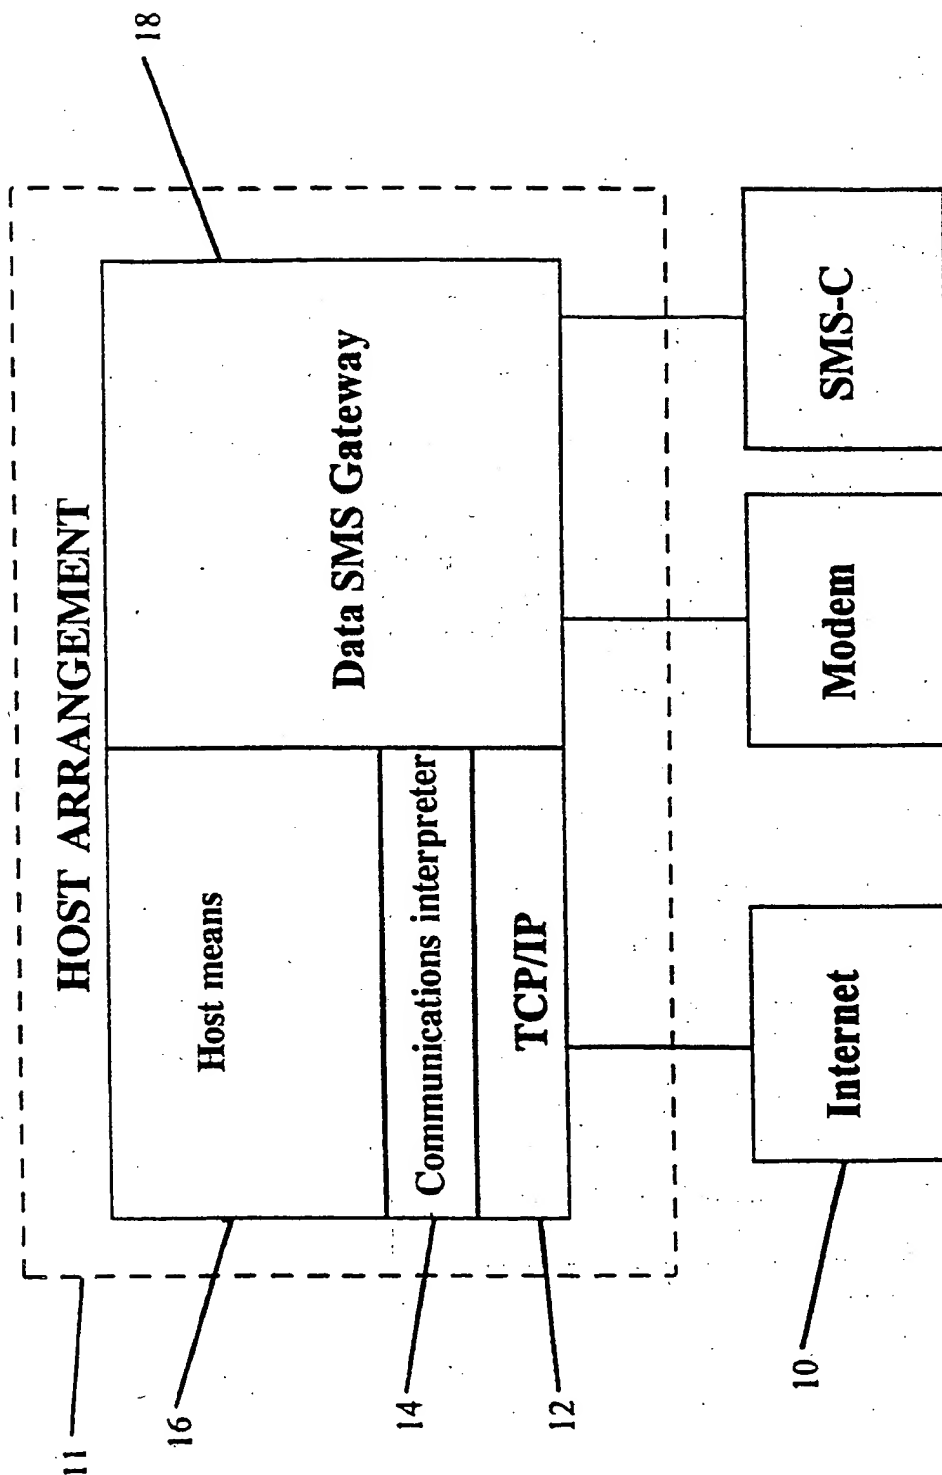 HOST ARRANGEMENT
11
16
Host means
Data SMS Gateway
18
14
Communications interpreter
12
TCP/IP
10
Internet
Modem
SMS-C